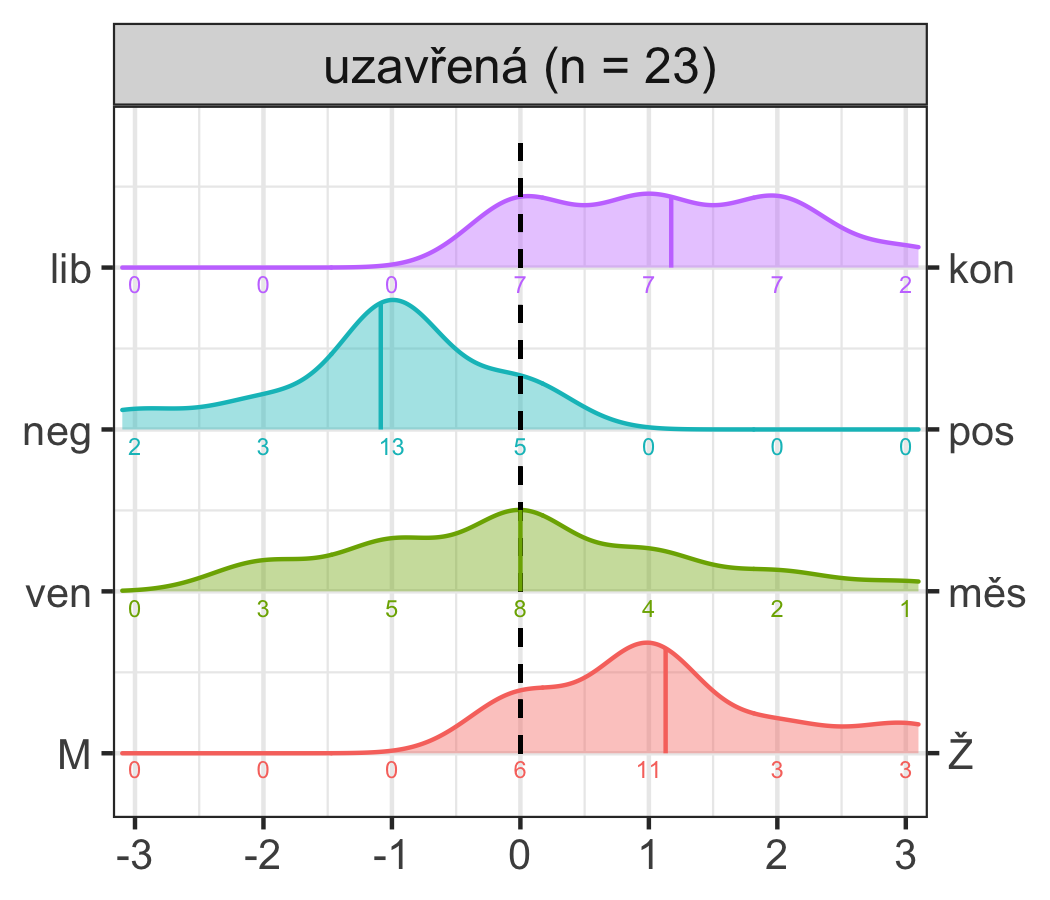 uzavřená (n = 23)
lib kon
0 0 0 7 7 7 2
neg pos
2 3 13 5 0 0 0
ven měs
0 3 5 8 4 2 1
M Ž
0 0 0 6 11 3 3
-3 -2 -1 0 1 2 3